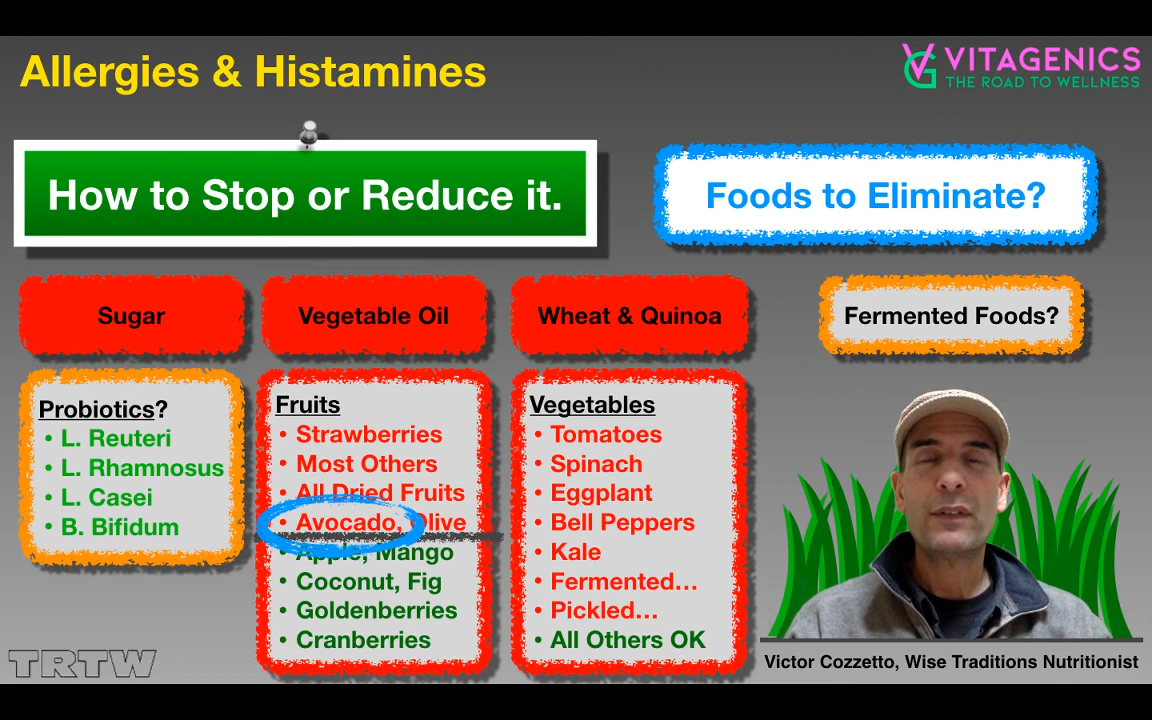 Allergies & Histamines
VITAGENICS
THE ROAD TO WELLNESS
How to Stop or Reduce it.
Foods to Eliminate?
Sugar
Vegetable Oil
Wheat & Quinoa
Fermented Foods?
Probiotics?
• L. Reuteri
• L. Rhamnosus
• L. Casei
• B. Bifidum
Fruits
• Strawberries
• Most Others
• All Dried Fruits
• Avocado, Olive
• Apple, Mango
• Coconut, Fig
• Goldenberries
• Cranberries
Vegetables
• Tomatoes
• Spinach
• Eggplant
• Bell Peppers
• Kale
• Fermented…
• Pickled…
• All Others OK
TRTW
Victor Cozzetto, Wise Traditions Nutritionist